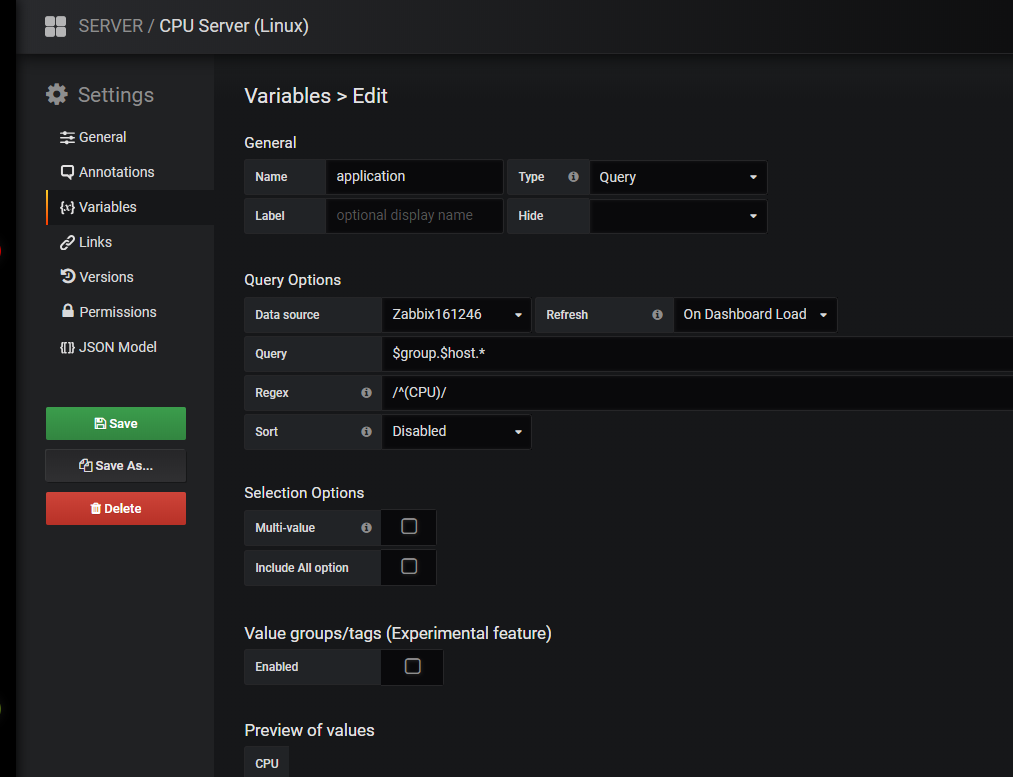 SERVER / CPU Server (Linux)
Settings
General
Annotations
Variables
Links
Versions
Permissions
JSON Model
Save
Save As...
Delete
Variables > Edit
General
Name application Type Query
Label optional display name Hide
Query Options
Data source Zabbix161246 Refresh On Dashboard Load
Query $group.$host.*
Regex /^(CPU)/
Sort Disabled
Selection Options
Multi-value
Include All option
Value groups/tags (Experimental feature)
Enabled
Preview of values
CPU